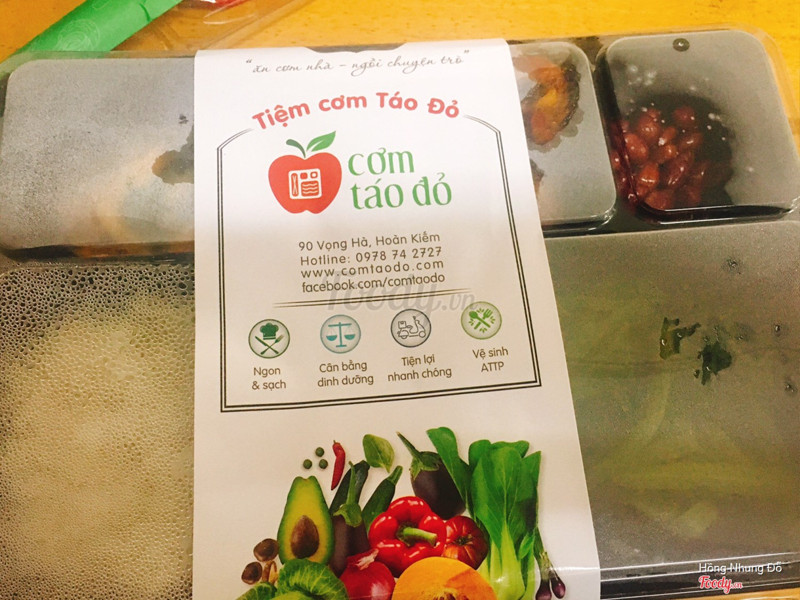 "ăn cơm nhà – ngồi chuyện trò"
Tiệm cơm Táo Đỏ
cơm
táo đỏ
90 Vọng Hà, Hoàn Kiếm
Hotline: 0978 74 2727
www.comtaodo.com
facebook.com/comtaodo
foody.vn
Ngon
& sạch
Cân bằng
dinh dưỡng
Tiện lợi
nhanh chóng
Vệ sinh
ATTP
Hồng Nhung Đỗ
Foody.vn